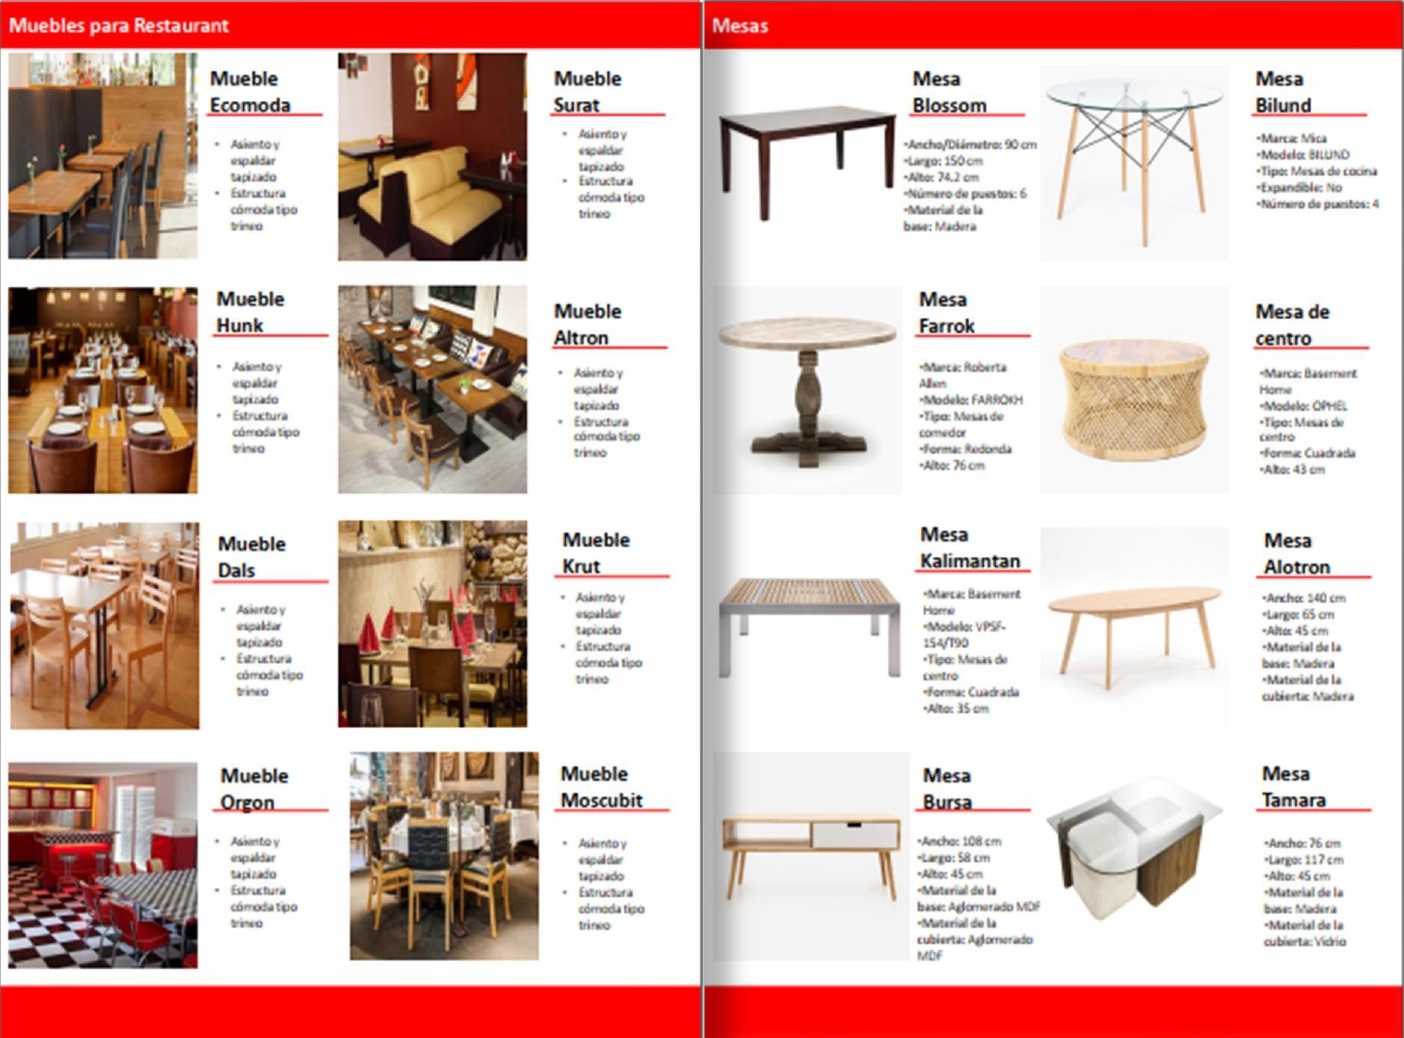 Muebles para Restaurant
Mueble
Ecomoda
• Asiento y
espaldar
tapizado
• Estructura
cómoda tipo
trineo
Mueble
Surat
• Asiento y
espaldar
tapizado
• Estructura
cómoda tipo
trineo
Mueble
Hunk
• Asiento y
espaldar
tapizado
• Estructura
cómoda tipo
trineo
Mueble
Altron
• Asiento y
espaldar
tapizado
• Estructura
cómoda tipo
trineo
Mueble
Dals
• Asiento y
espaldar
tapizado
• Estructura
cómoda tipo
trineo
Mueble
Krut
• Asiento y
espaldar
tapizado
• Estructura
cómoda tipo
trineo
Mueble
Orgon
• Asiento y
espaldar
tapizado
• Estructura
cómoda tipo
trineo
Mueble
Moscubit
• Asiento y
espaldar
tapizado
• Estructura
cómoda tipo
trineo
Mesas
Mesa
Blossom
•Ancho/Diámetro: 90 cm
•Largo: 150 cm
•Alto: 74.2 cm
•Número de puestos: 6
•Material de la
base: Madera
Mesa
Bilund
•Marca: Mica
•Modelo: BILUND
•Tipo: Mesas de cocina
•Expandible: No
•Número de puestos: 4
Mesa
Farrok
•Marca: Roberta
Allen
•Modelo: FARROKH
•Tipo: Mesas de
comedor
•Forma: Redonda
•Alto: 76 cm
Mesa de
centro
•Marca: Basement
Home
•Modelo: OPHEL
•Tipo: Mesas de
centro
•Forma: Cuadrada
•Alto: 43 cm
Mesa
Kalimantan
•Marca: Basement
Home
•Modelo: VPSF-
154/T90
•Tipo: Mesas de
centro
•Forma: Cuadrada
•Alto: 35 cm
Mesa
Alotron
•Ancho: 140 cm
•Largo: 65 cm
•Alto: 45 cm
•Material de la
base: Madera
•Material de la
cubierta: Madera
Mesa
Bursa
•Ancho: 108 cm
•Largo: 58 cm
•Alto: 45 cm
•Material de la
base: Aglomerado MDF
•Material de la
cubierta: Aglomerado
MDF
Mesa
Tamara
•Ancho: 76 cm
•Largo: 117 cm
•Alto: 45 cm
•Material de la
base: Madera
•Material de la
cubierta: Vidrio